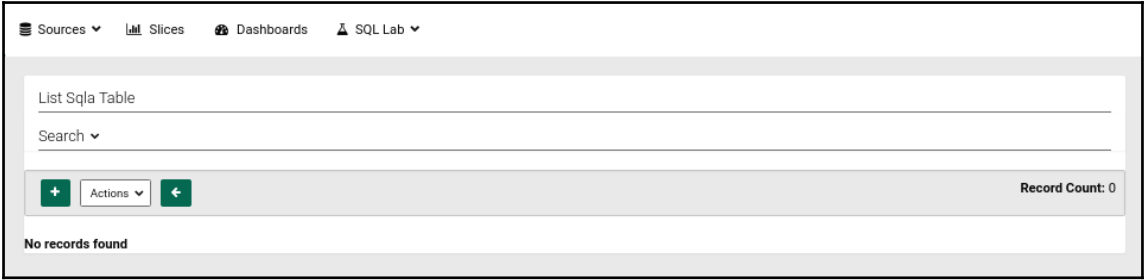 Sources Slices Dashboards SQL Lab
List Sqla Table
Search
+ Actions Record Count: 0
No records found